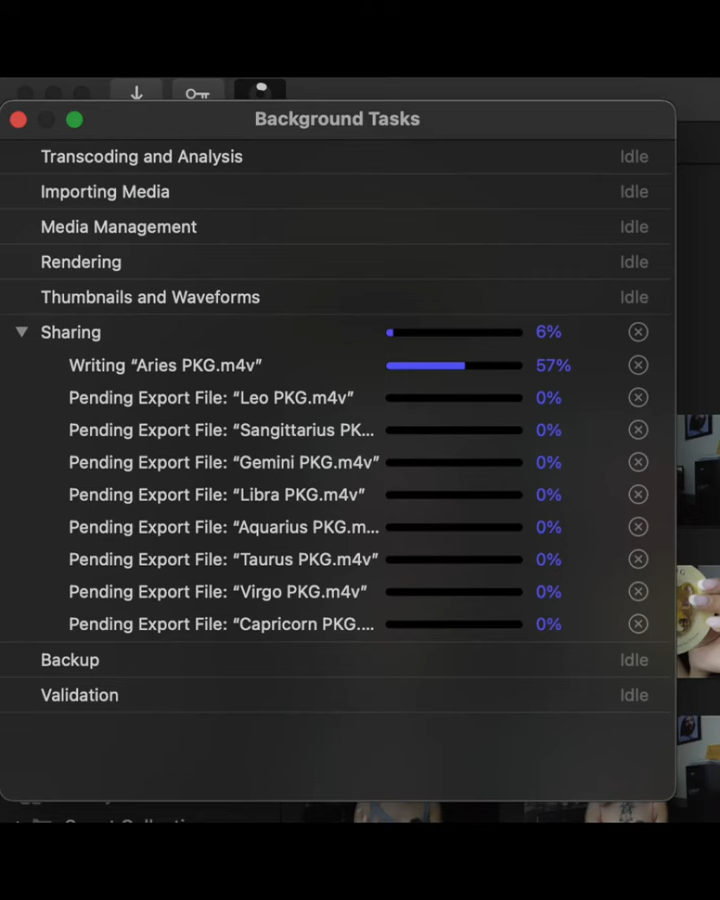 Background Tasks
Transcoding and Analysis Idle
Importing Media Idle
Media Management Idle
Rendering Idle
Thumbnails and Waveforms Idle
Sharing 6%
Writing “Aries PKG.m4v” 57%
Pending Export File: “Leo PKG.m4v” 0%
Pending Export File: “Sangittarius PK... 0%
Pending Export File: “Gemini PKG.m4v” 0%
Pending Export File: “Libra PKG.m4v” 0%
Pending Export File: “Aquarius PKG.m... 0%
Pending Export File: “Taurus PKG.m4v” 0%
Pending Export File: “Virgo PKG.m4v” 0%
Pending Export File: “Capricorn PKG.... 0%
Backup Idle
Validation Idle